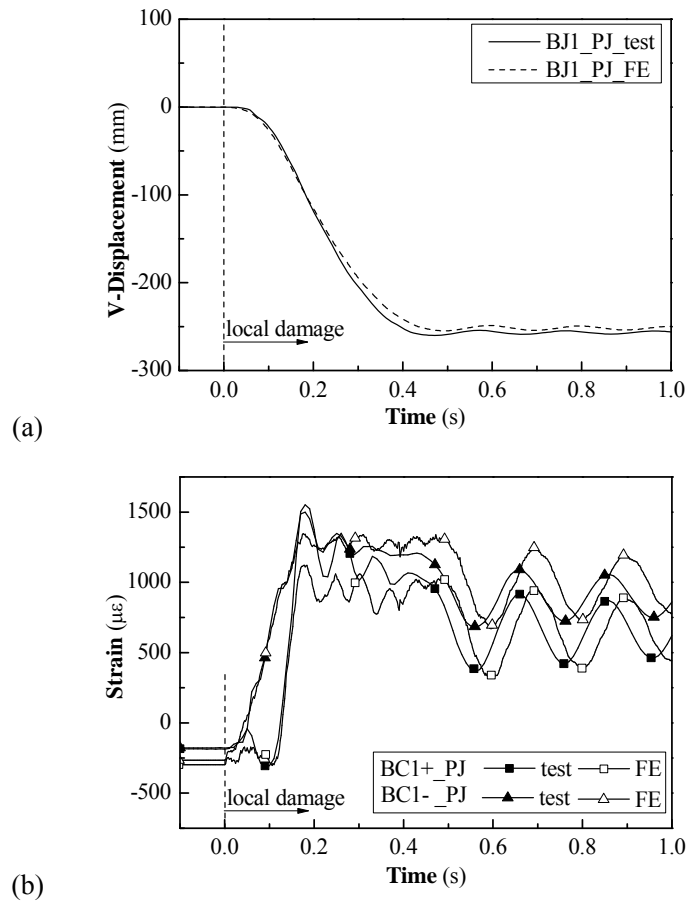 BJ1_PJ_test
BJ1_PJ_FE
0
-100
-200
-300
V-Displacement (mm)
local damage
0.0 0.2 0.4 0.6 0.8 1.0
Time (s)
(a)
1500
1000
500
0
-500
Strain (με)
BC1+_PJ test FE
BC1-_PJ test FE
local damage
0.0 0.2 0.4 0.6 0.8 1.0
Time (s)
(b)